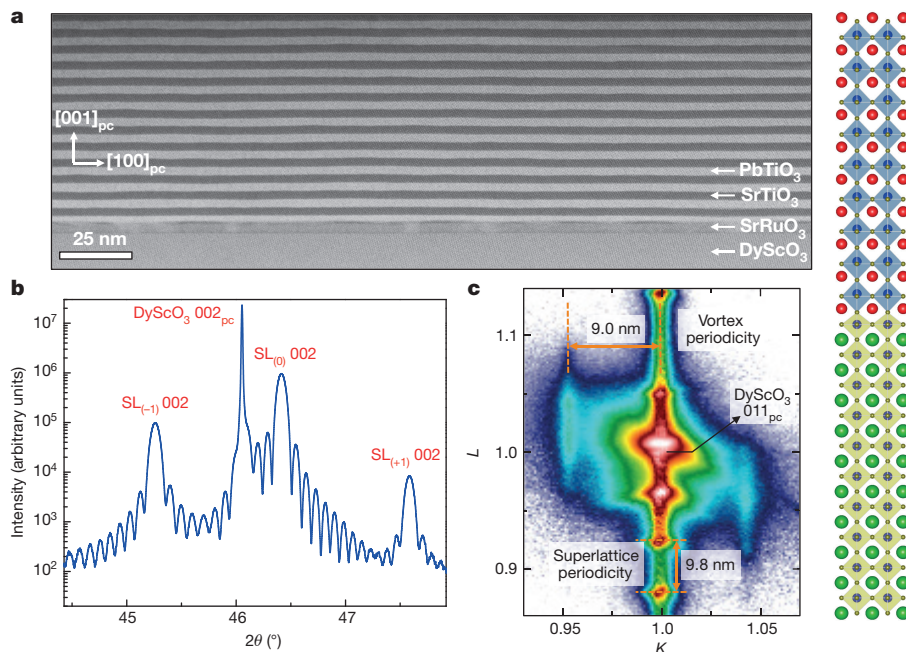 a
[001]pc
[100]pc
PbTiO3
SrTiO3
SrRuO3
DyScO3
25 nm
b
DyScO3 002pc
SL(0) 002
SL(−1) 002
SL(+1) 002
10^7
10^6
10^5
10^4
10^3
10^2
Intensity (arbitrary units)
45
46
47
2θ (°)
c
9.0 nm
Vortex
periodicity
DyScO3
011pc
Superlattice
periodicity
9.8 nm
1.1
1.0
0.9
L
0.95
1.0
1.05
K